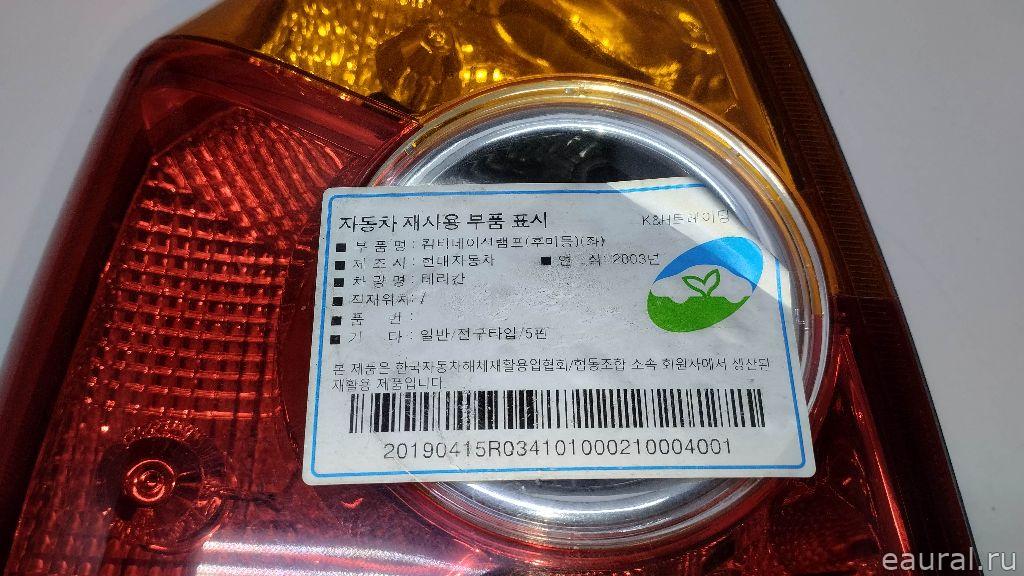 자동차 재사용 부품 표시
K&H트레이딩
■ 부 품 명 : 콤비네이션램프(후미등)(좌)
■ 제 조 사 : 현대자동차 ■ 연 식: 2003년
■ 차 량 명 : 테라칸
■ 적재위치: /
■ 품 번 :
■ 기 타 : 일반/전구타입/5핀
본 제품은 한국자동차해체재활용업협회/협동조합 소속 회원사에서 생산된
재활용 제품입니다.
20190415R034101000210004001
eaural.ru